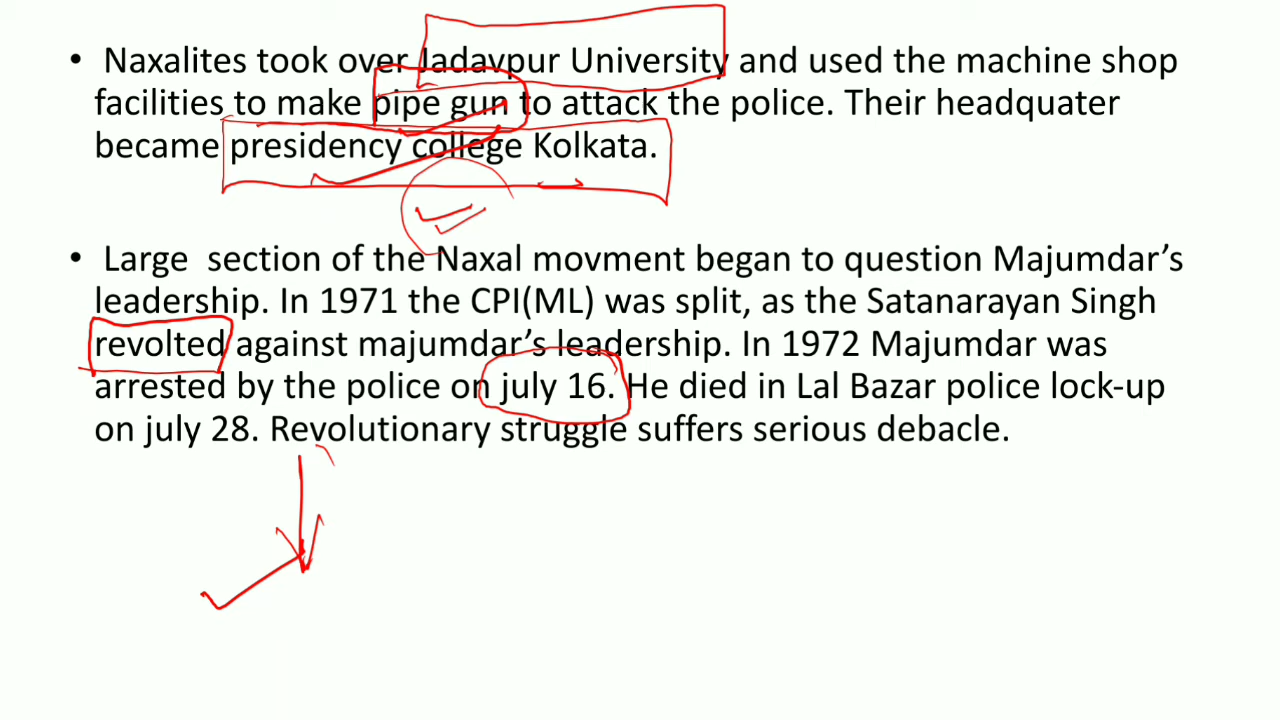 • Naxalites took over Jadavpur University and used the machine shop
facilities to make pipe gun to attack the police. Their headquater
became presidency college Kolkata.
• Large section of the Naxal movment began to question Majumdar's
leadership. In 1971 the CPI(ML) was split, as the Satanarayan Singh
revolted against majumdar's leadership. In 1972 Majumdar was
arrested by the police on july 16. He died in Lal Bazar police lock-up
on july 28. Revolutionary struggle suffers serious debacle.